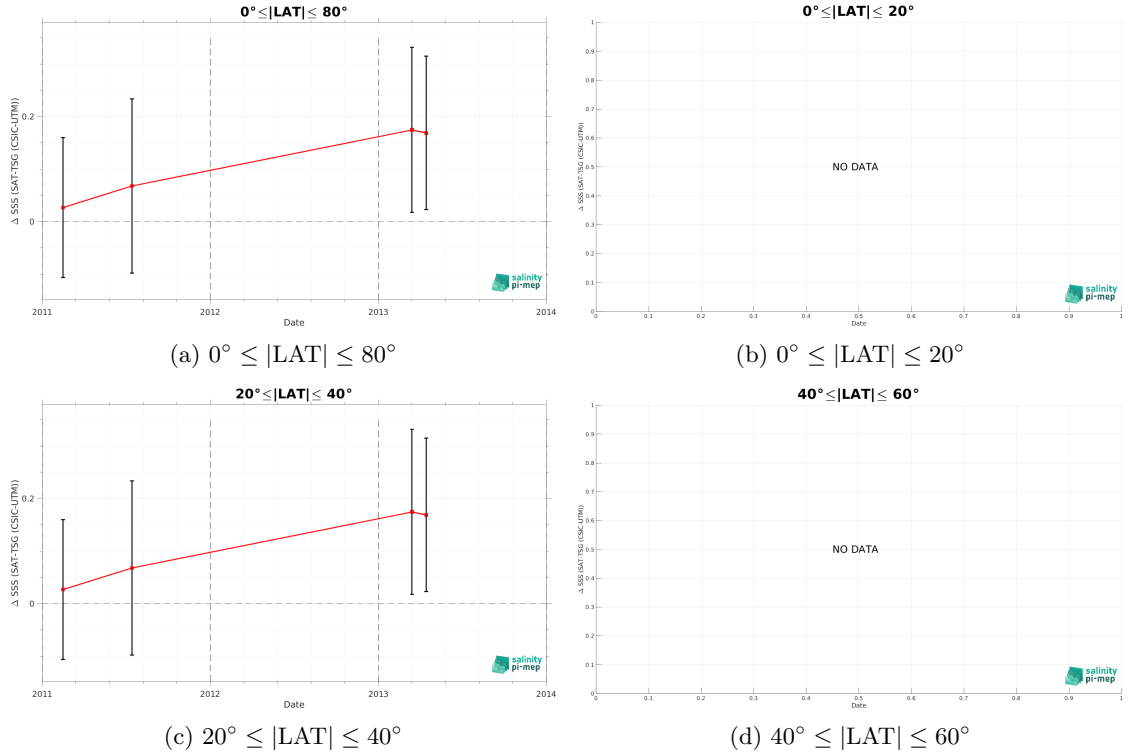 0°≤|LAT|≤ 80°
Δ SSS (SAT-TSG (CSIC-UTM))
0.2
0
2011 2012 2013 2014
Date
salinity
pi-mep
(a) 0° ≤ |LAT| ≤ 80°
0°≤|LAT|≤ 20°
Δ SSS (SAT-TSG (CSIC-UTM))
1
0.9
0.8
0.7
0.6
0.5
0.4
0.3
0.2
0.1
0
NO DATA
0 0.1 0.2 0.3 0.4 0.5 0.6 0.7 0.8 0.9 1
Date
salinity
pi-mep
(b) 0° ≤ |LAT| ≤ 20°
20°≤|LAT|≤ 40°
Δ SSS (SAT-TSG (CSIC-UTM))
0.2
0
2011 2012 2013 2014
Date
salinity
pi-mep
(c) 20° ≤ |LAT| ≤ 40°
40°≤|LAT|≤ 60°
Δ SSS (SAT-TSG (CSIC-UTM))
1
0.9
0.8
0.7
0.6
0.5
0.4
0.3
0.2
0.1
0
NO DATA
0 0.1 0.2 0.3 0.4 0.5 0.6 0.7 0.8 0.9 1
Date
salinity
pi-mep
(d) 40° ≤ |LAT| ≤ 60°